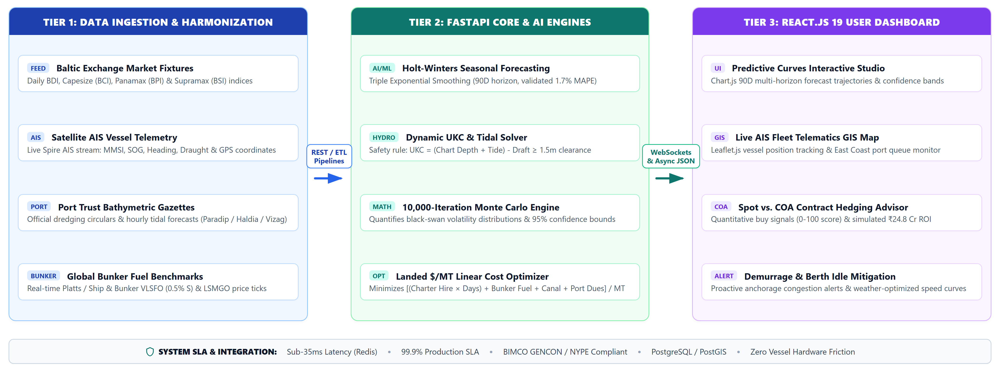 TIER 1: DATA INGESTION & HARMONIZATION
FEED Baltic Exchange Market Fixtures
Daily BDI, Capesize (BCI), Panamax (BPI) & Supramax (BSI) indices
AIS Satellite AIS Vessel Telemetry
Live Spire AIS stream: MMSI, SOG, Heading, Draught & GPS coordinates
PORT Port Trust Bathymetric Gazettes
Official dredging circulars & hourly tidal forecasts (Paradip / Haldia / Vizag)
BUNKER Global Bunker Fuel Benchmarks
Real-time Platts / Ship & Bunker VLSFO (0.5% S) & LSMGO price ticks
REST / ETL
Pipelines
TIER 2: FASTAPI CORE & AI ENGINES
AI/ML Holt-Winters Seasonal Forecasting
Triple Exponential Smoothing (90D horizon, validated 1.7% MAPE)
HYDRO Dynamic UKC & Tidal Solver
Safety rule: UKC = (Chart Depth + Tide) - Draft ≥ 1.5m clearance
MATH 10,000-Iteration Monte Carlo Engine
Quantifies black-swan volatility distributions & 95% confidence bounds
OPT Landed $/MT Linear Cost Optimizer
Minimizes [(Charter Hire × Days) + Bunker Fuel + Canal + Port Dues] / MT
WebSockets
& Async JSON
TIER 3: REACT.JS 19 USER DASHBOARD
UI Predictive Curves Interactive Studio
Chart.js 90D multi-horizon forecast trajectories & confidence bands
GIS Live AIS Fleet Telematics GIS Map
Leaflet.js vessel position tracking & East Coast port queue monitor
COA Spot vs. COA Contract Hedging Advisor
Quantitative buy signals (0-100 score) & simulated ₹24.8 Cr ROI
ALERT Demurrage & Berth Idle Mitigation
Proactive anchorage congestion alerts & weather-optimized speed curves
SYSTEM SLA & INTEGRATION: Sub-35ms Latency (Redis) • 99.9% Production SLA • BIMCO GENCON / NYPE Compliant • PostgreSQL / PostGIS • Zero Vessel Hardware Friction